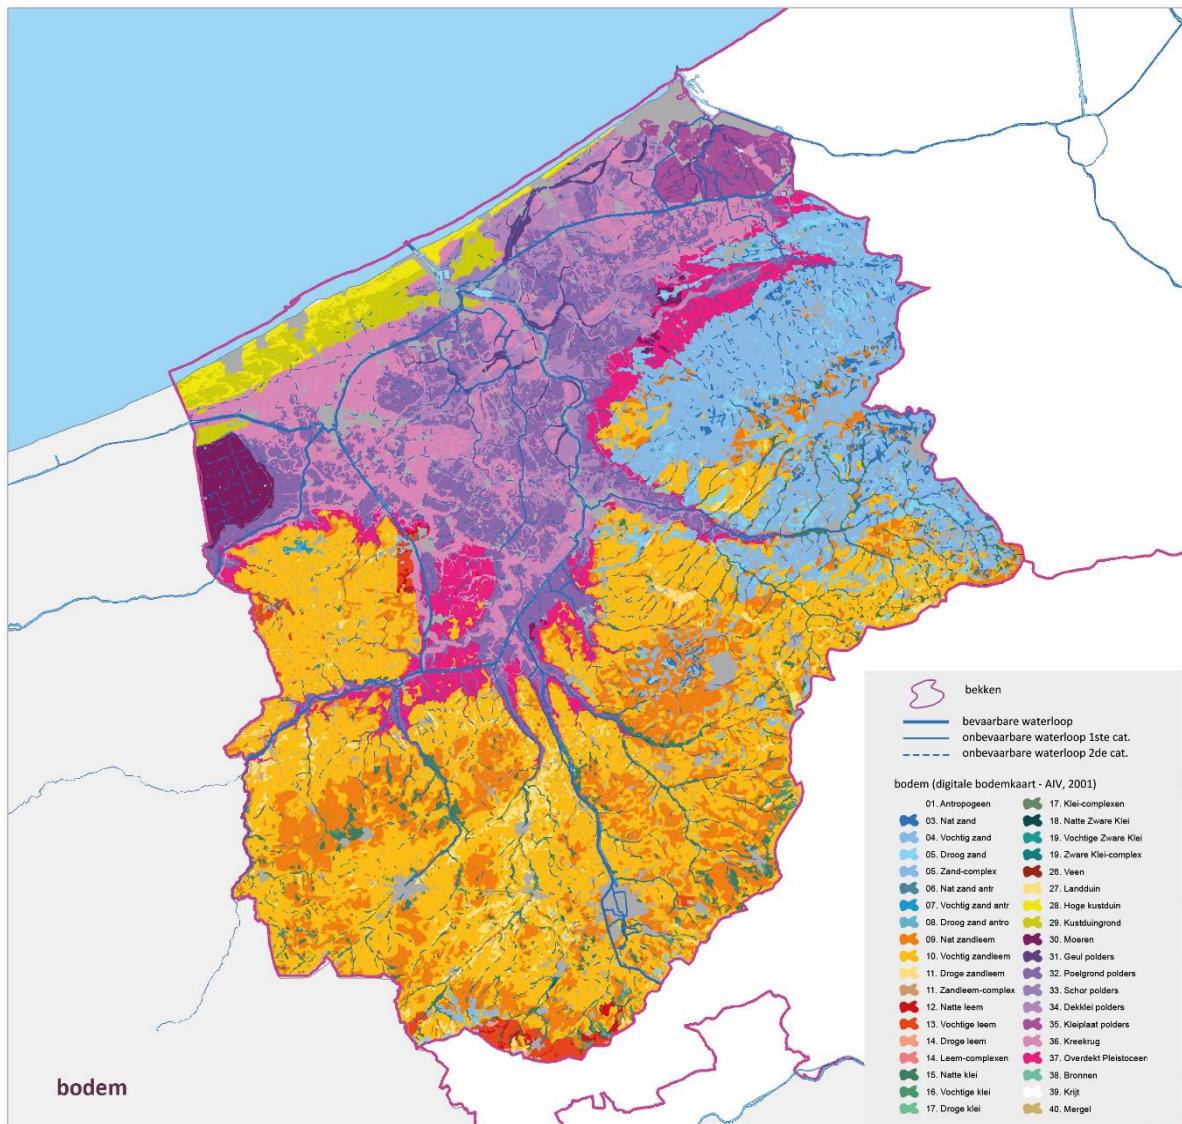 bekken
bevaarbare waterloop
onbevaarbare waterloop 1ste cat.
onbevaarbare waterloop 2de cat.
bodem (digitale bodemkaart - AIV, 2001)
01. Antropogeen
03. Nat zand
04. Vochtig zand
05. Droog zand
05. Zand-complex
06. Nat zand antr
07. Vochtig zand antr
08. Droog zand antro
09. Nat zandleem
10. Vochtig zandleem
11. Droge zandleem
11. Zandleem-complex
12. Natte leem
13. Vochtige leem
14. Droge leem
14. Leem-complexen
15. Natte klei
16. Vochtige klei
17. Droge klei
17. Klei-complexen
18. Natte Zware Klei
19. Vochtige Zware Klei
19. Zware Klei-complex
26. Veen
27. Landduin
28. Hoge kustduin
29. Kustduingrond
30. Moeren
31. Geul polders
32. Poelgrond polders
33. Schor polders
34. Dekklei polders
35. Kleiplaat polders
36. Kreekrug
37. Overdekt Pleistoceen
38. Bronnen
39. Krijt
40. Mergel
bodem